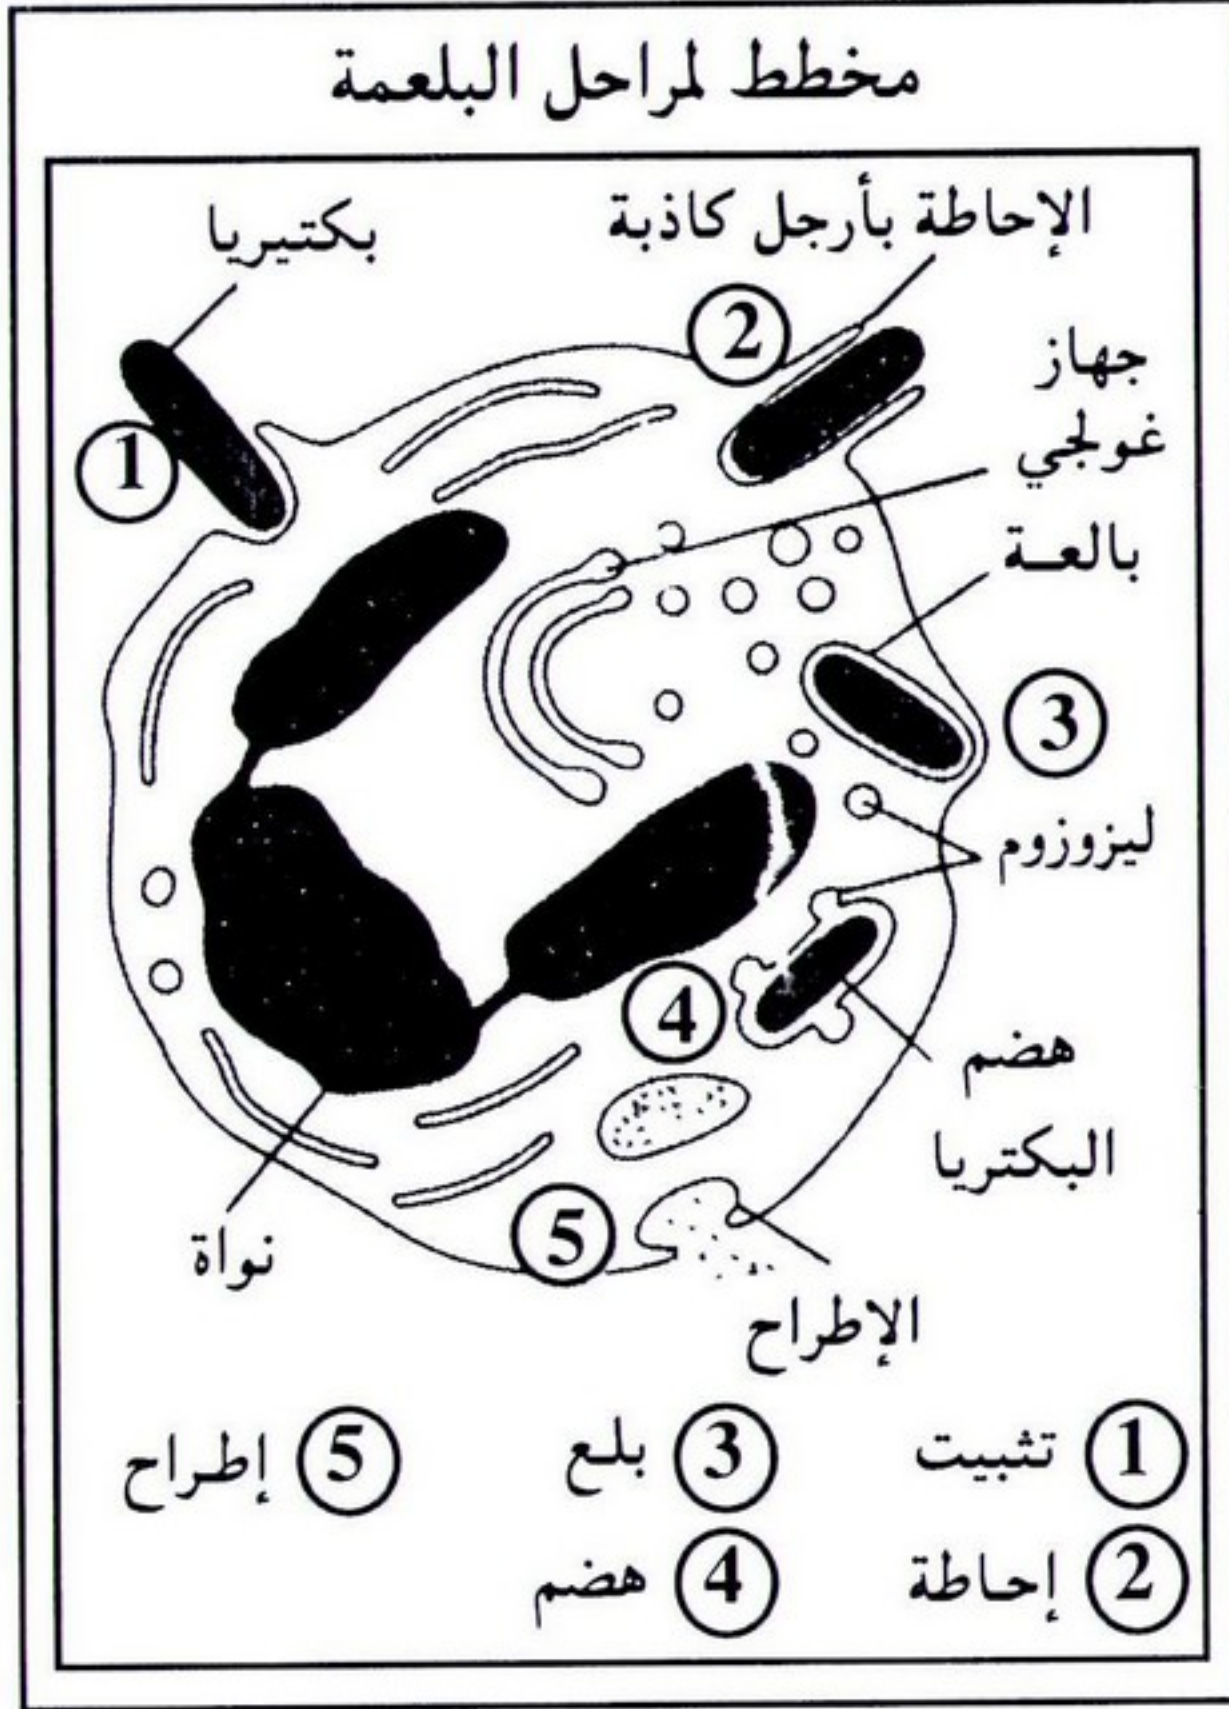 مخطط لمراحل البلعمة
الإحاطة بأرجل كاذبة
بكتيريا
2
جهاز
غولجي
1
بالعة
3
ليزوزوم
4
هضم
البكتريا
5
نواة
الإطراح
1 تثبيت
3 بلع
5 إطراح
2 إحاطة
4 هضم